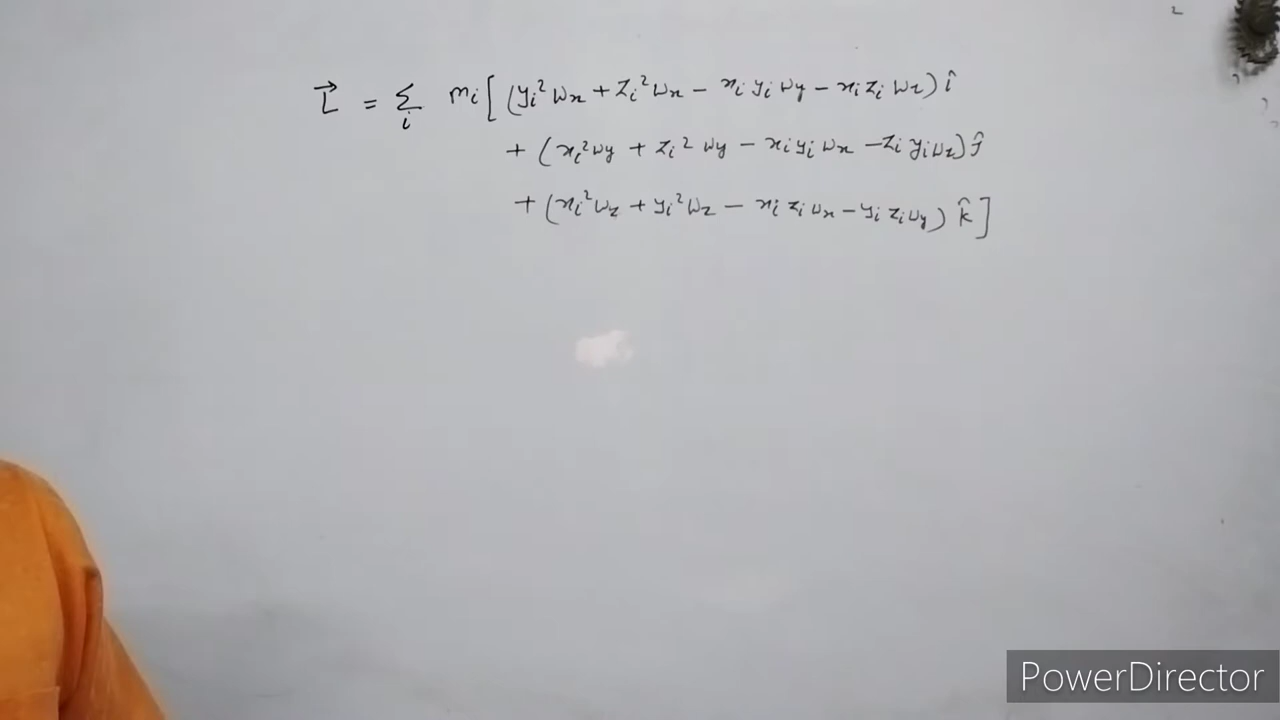 L⃗ = Σᵢ mᵢ [ (yᵢ² ωx + zᵢ² ωx − xᵢ yᵢ ωy − xᵢ zᵢ ωz) î
+ (xᵢ² ωy + zᵢ² ωy − xᵢ yᵢ ωx − zᵢ yᵢ ωz) ĵ
+ (xᵢ² ωz + yᵢ² ωz − xᵢ zᵢ ωx − yᵢ zᵢ ωy) k̂ ]
PowerDirector